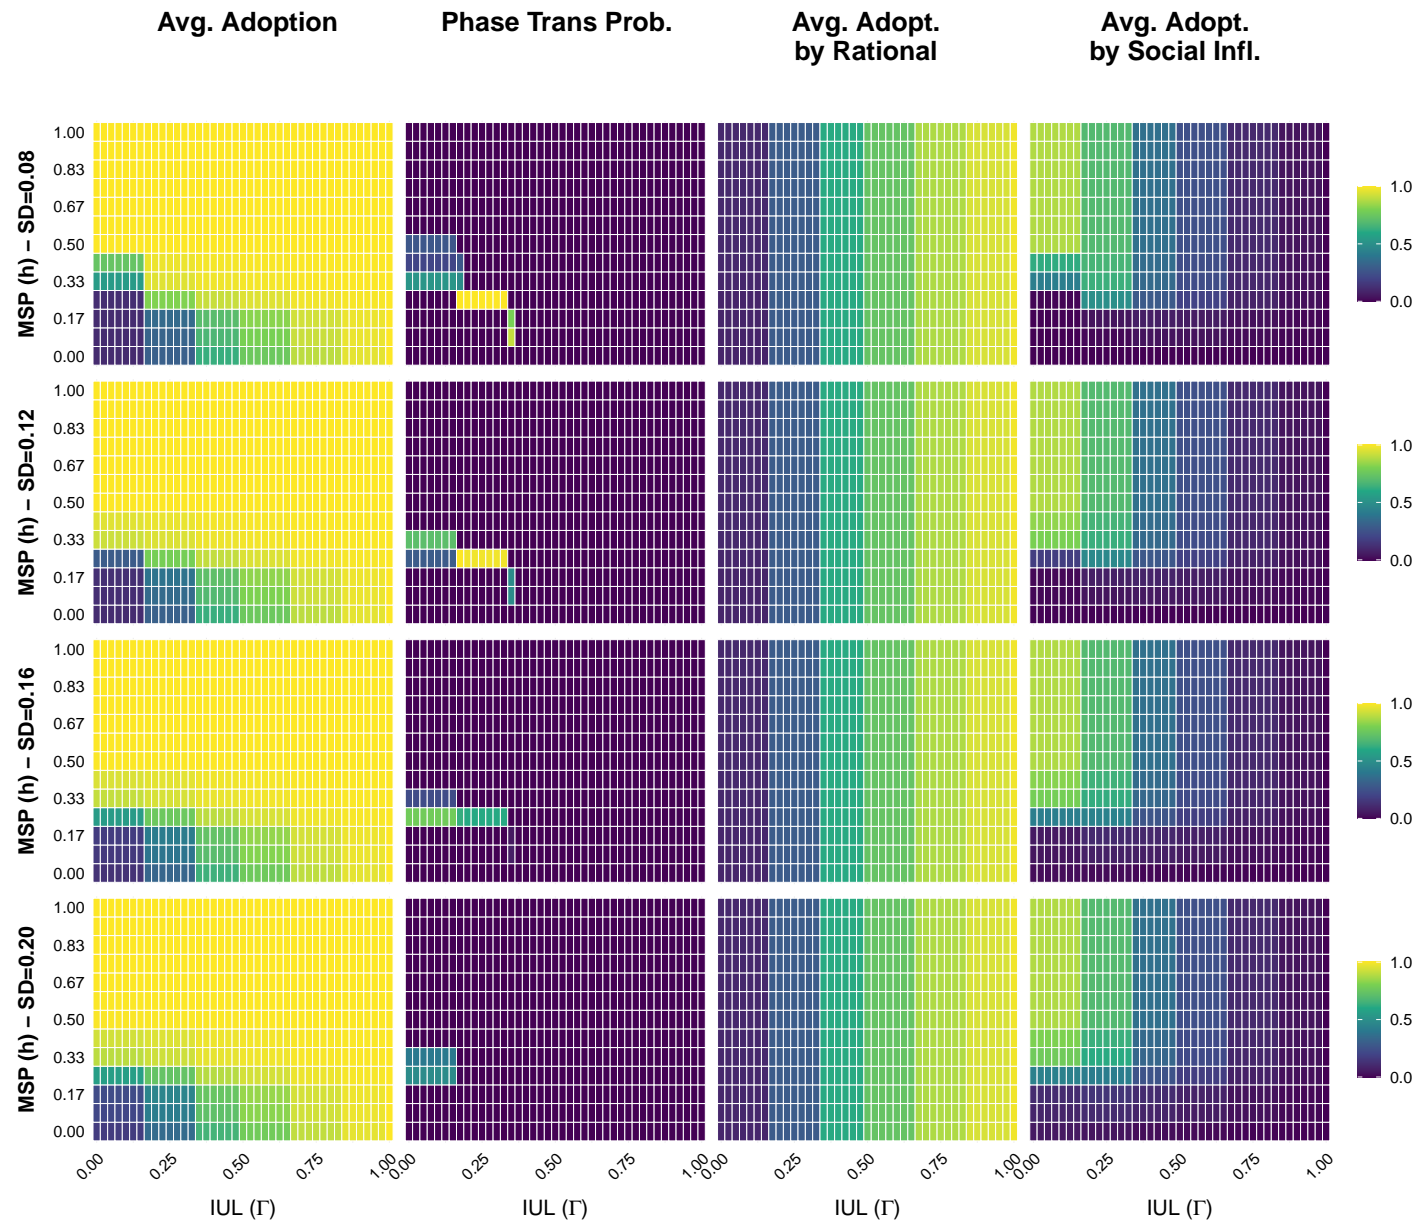 Avg. Adoption
Phase Trans Prob.
Avg. Adopt.
by Rational
Avg. Adopt.
by Social Infl.
MSP (h) − SD=0.08
1.00
0.83
0.67
0.50
0.33
0.17
0.00
1.0
0.5
0.0
MSP (h) − SD=0.12
1.00
0.83
0.67
0.50
0.33
0.17
0.00
1.0
0.5
0.0
MSP (h) − SD=0.16
1.00
0.83
0.67
0.50
0.33
0.17
0.00
1.0
0.5
0.0
MSP (h) − SD=0.20
1.00
0.83
0.67
0.50
0.33
0.17
0.00
1.0
0.5
0.0
0.00 0.25 0.50 0.75 1.00
0.00 0.25 0.50 0.75 1.00
0.00 0.25 0.50 0.75 1.00
0.00 0.25 0.50 0.75 1.00
IUL (Γ)
IUL (Γ)
IUL (Γ)
IUL (Γ)